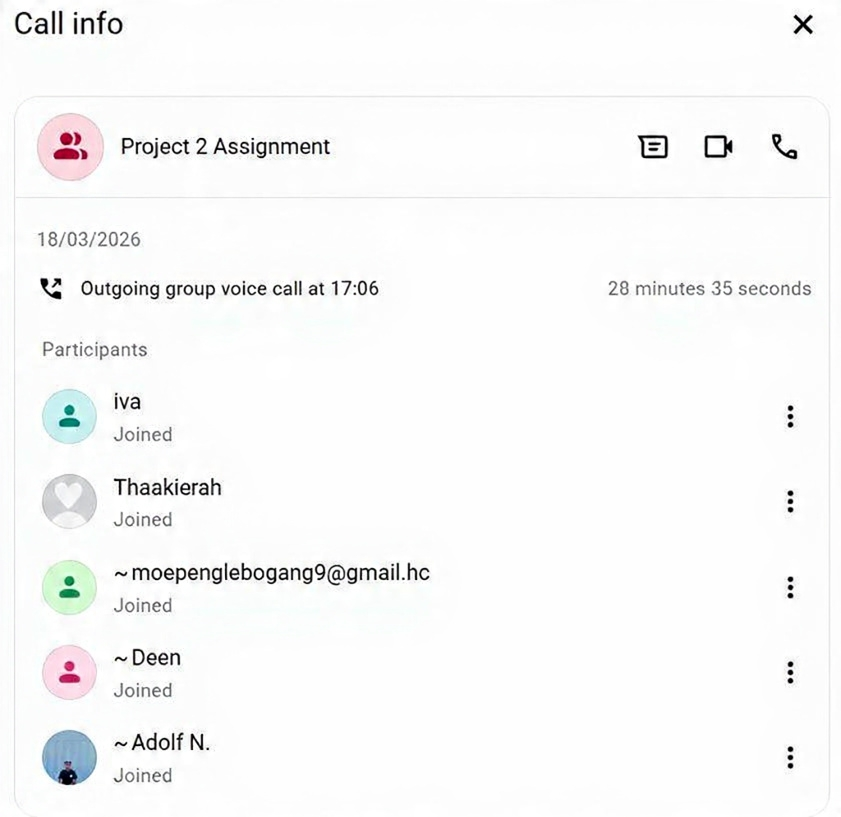 Call info
Project 2 Assignment
18/03/2026
Outgoing group voice call at 17:06 28 minutes 35 seconds
Participants
iva
Joined
Thaakierah
Joined
~moepenglebogang9@gmail.hc
Joined
~Deen
Joined
~Adolf N.
Joined